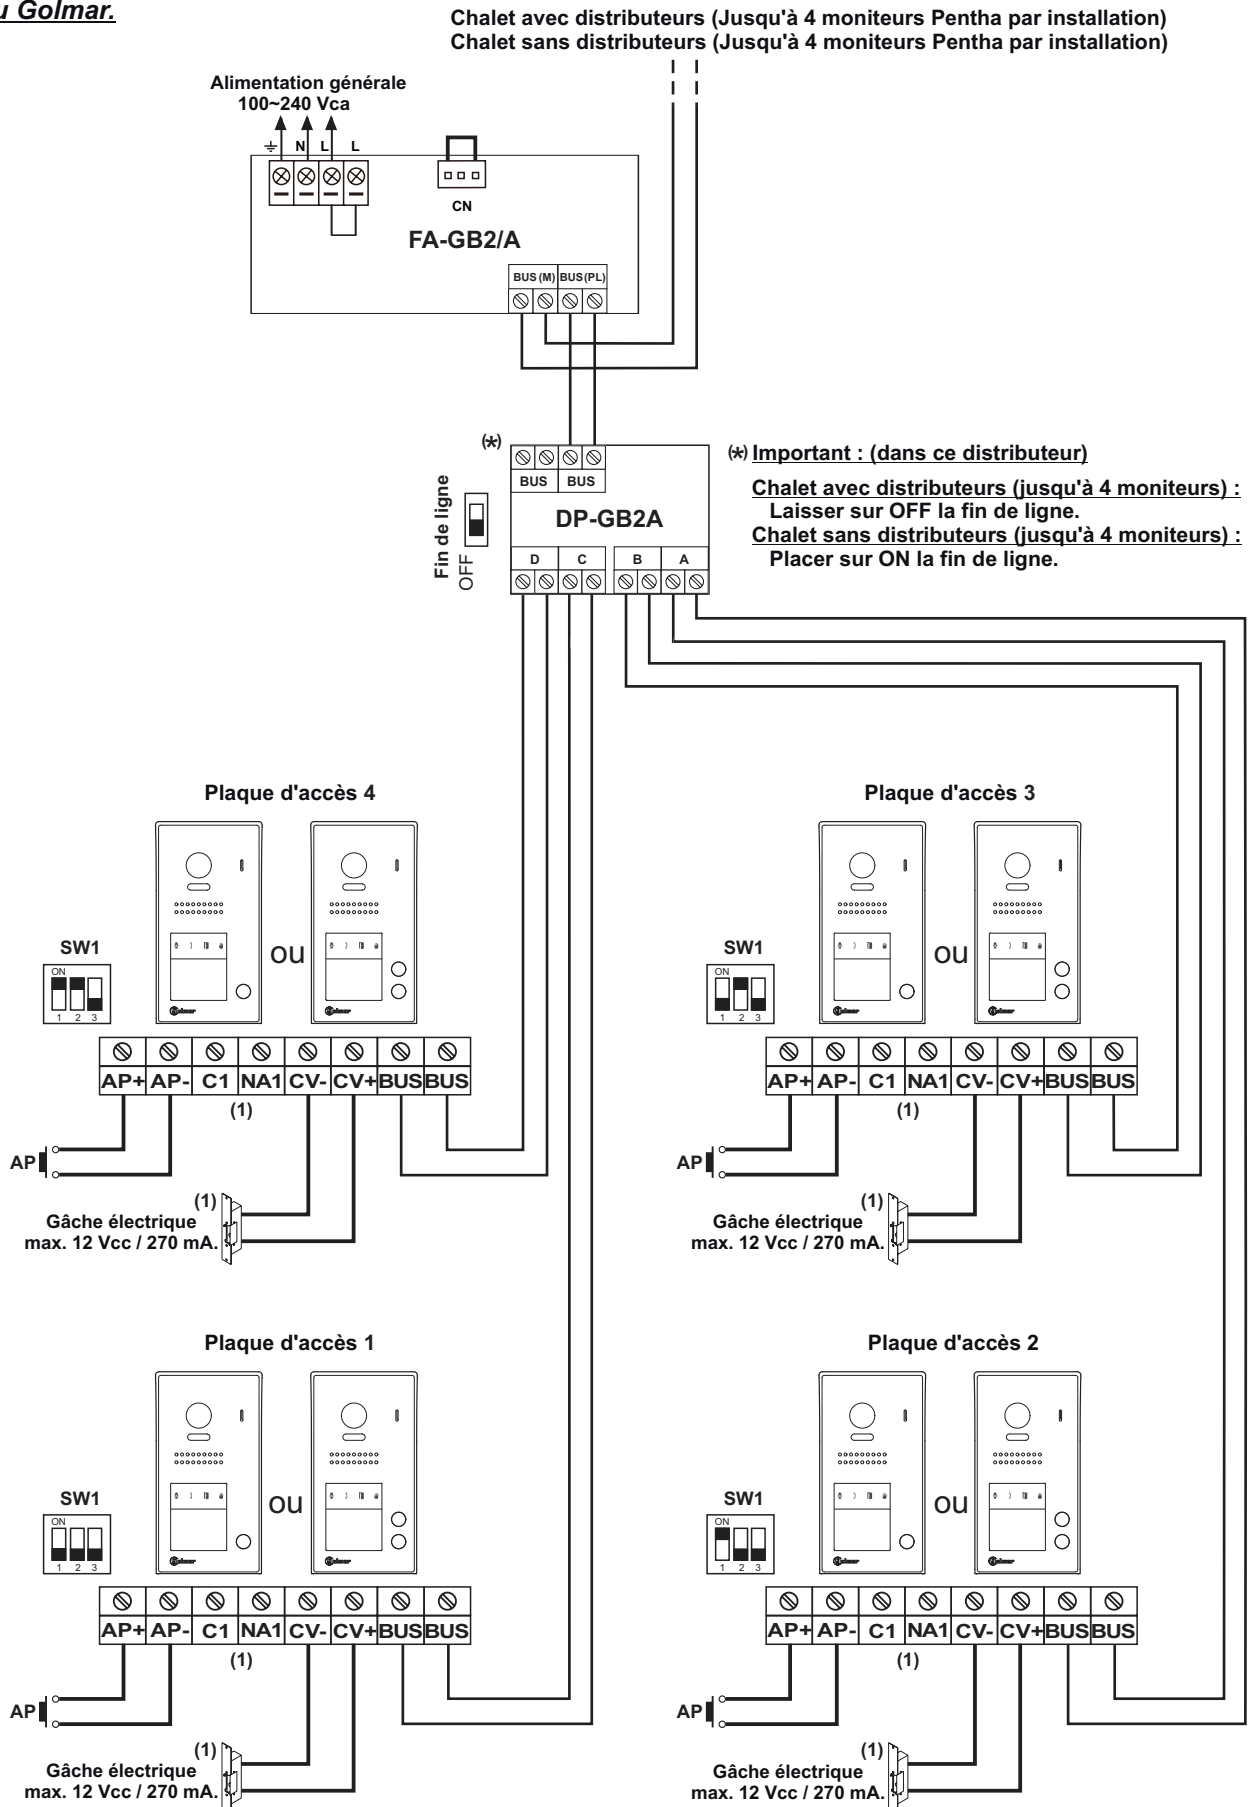 u Golmar.
Chalet avec distributeurs (Jusqu'à 4 moniteurs Pentha par installation)
Chalet sans distributeurs (Jusqu'à 4 moniteurs Pentha par installation)
Alimentation générale
100~240 Vca
N L L
CN
FA-GB2/A
BUS (M) BUS (PL)
(*)
BUS BUS
DP-GB2A
D C B A
Fin de ligne
OFF
(*) Important : (dans ce distributeur)
Chalet avec distributeurs (jusqu'à 4 moniteurs) :
Laisser sur OFF la fin de ligne.
Chalet sans distributeurs (jusqu'à 4 moniteurs) :
Placer sur ON la fin de ligne.
Plaque d'accès 4
SW1
ON
1 2 3
ou
Golmar Golmar
AP+ AP- C1 NA1 CV- CV+ BUS BUS
(1)
AP
(1)
Gâche électrique
max. 12 Vcc / 270 mA.
Plaque d'accès 3
SW1
ON
1 2 3
ou
Golmar Golmar
AP+ AP- C1 NA1 CV- CV+ BUS BUS
(1)
AP
(1)
Gâche électrique
max. 12 Vcc / 270 mA.
Plaque d'accès 1
SW1
ON
1 2 3
ou
Golmar Golmar
AP+ AP- C1 NA1 CV- CV+ BUS BUS
(1)
AP
(1)
Gâche électrique
max. 12 Vcc / 270 mA.
Plaque d'accès 2
SW1
ON
1 2 3
ou
Golmar Golmar
AP+ AP- C1 NA1 CV- CV+ BUS BUS
(1)
AP
(1)
Gâche électrique
max. 12 Vcc / 270 mA.